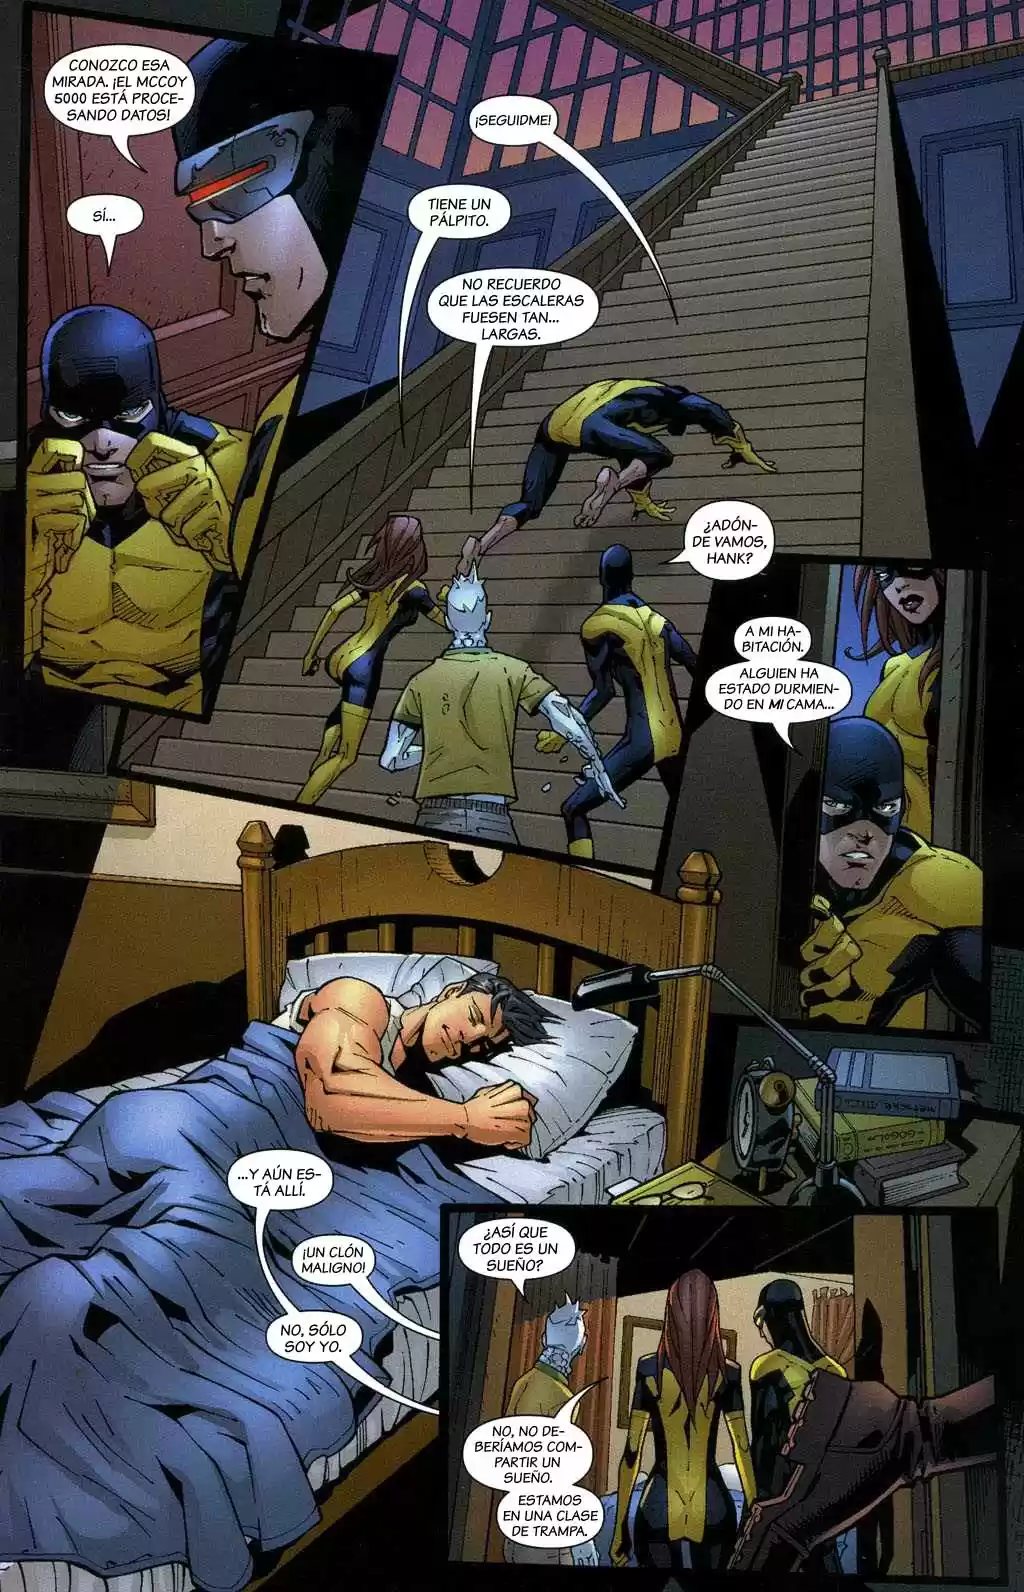 CONOZCO ESA
MIRADA. ¡EL MCCOY
5000 ESTÁ PROCE-
SANDO DATOS!
SÍ...
¡SEGUIDME!
TIENE UN
PÁLPITO.
NO RECUERDO
QUE LAS ESCALERAS
FUESEN TAN...
LARGAS.
¿ADÓN-
DE VAMOS,
HANK?
A MI HA-
BITACIÓN.
ALGUIEN HA
ESTADO DURMIEN-
DO EN MI CAMA...
...Y AÚN ES-
TÁ ALLÍ.
¡UN CLÓN
MALIGNO!
NO, SÓLO
SOY YO.
GOGOL
¿ASÍ QUE
TODO ES UN
SUEÑO?
NO, NO DE-
BERÍAMOS COM-
PARTIR UN
SUEÑO.
ESTAMOS
EN UNA CLASE
DE TRAMPA.